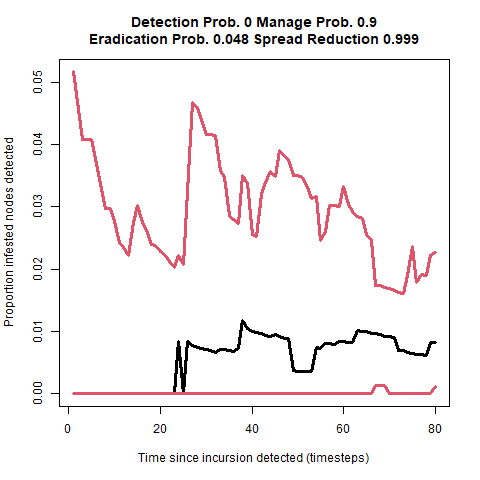 Detection Prob. 0 Manage Prob. 0.9
Eradication Prob. 0.048 Spread Reduction 0.999
Proportion infested nodes detected
0.05
0.04
0.03
0.02
0.01
0.00
0 20 40 60 80
Time since incursion detected (timesteps)